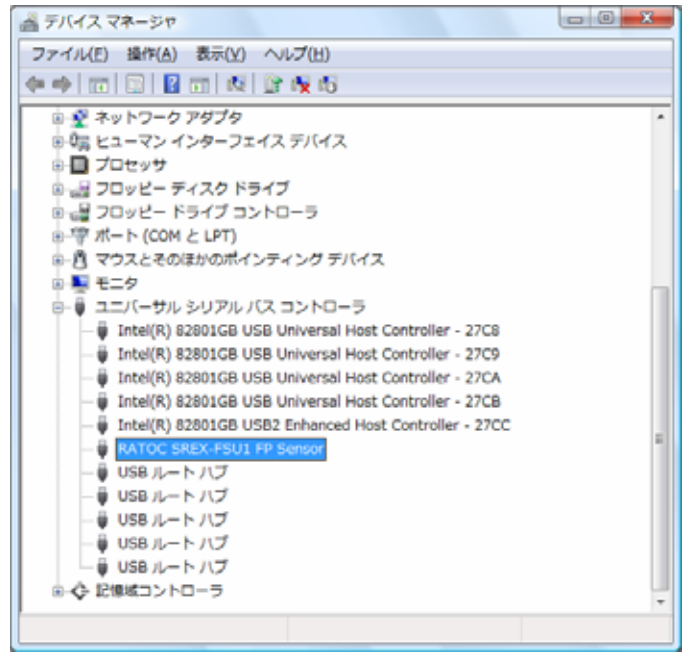 デバイス マネージャ
ファイル(F) 操作(A) 表示(V) ヘルプ(H)
ネットワーク アダプタ
ヒューマン インターフェイス デバイス
プロセッサ
フロッピー ディスク ドライブ
フロッピー ドライブ コントローラ
ポート (COM と LPT)
マウスとそのほかのポインティング デバイス
モニタ
ユニバーサル シリアル バス コントローラ
Intel(R) 82801GB USB Universal Host Controller - 27C8
Intel(R) 82801GB USB Universal Host Controller - 27C9
Intel(R) 82801GB USB Universal Host Controller - 27CA
Intel(R) 82801GB USB Universal Host Controller - 27CB
Intel(R) 82801GB USB2 Enhanced Host Controller - 27CC
RATOC SREX-FSU1 FP Sensor
USB ルート ハブ
USB ルート ハブ
USB ルート ハブ
USB ルート ハブ
USB ルート ハブ
記憶域コントローラ